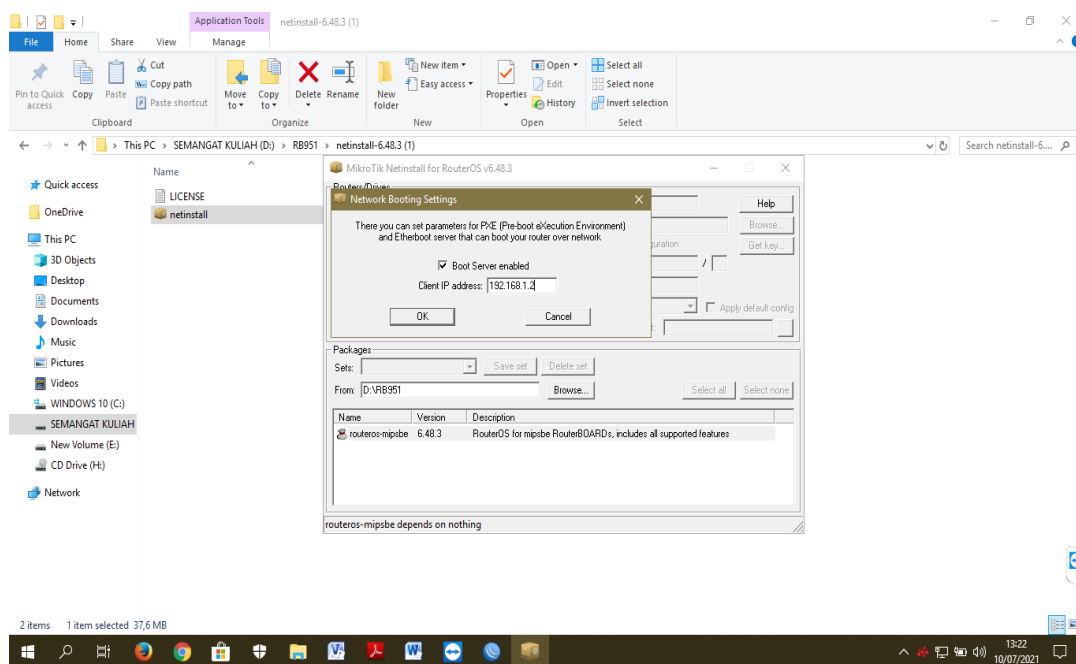 Application Tools
netinstall-6.48.3 (1)
File
Home
Share
View
Manage
Pin to Quick
access
Copy
Paste
Cut
Copy path
Paste shortcut
Clipboard
Move
to
Copy
to
Delete
Rename
Organize
New
folder
New item
Easy access
New
Properties
Open
Edit
History
Open
Select all
Select none
Invert selection
Select
This PC
SEMANGAT KULIAH (D:)
RB951
netinstall-6.48.3 (1)
Search netinstall-6....
Quick access
OneDrive
This PC
3D Objects
Desktop
Documents
Downloads
Music
Pictures
Videos
WINDOWS 10 (C:)
SEMANGAT KULIAH
New Volume (E:)
CD Drive (H:)
Network
Name
LICENSE
netinstall
MikroTik Netinstall for RouterOS v6.48.3
Routers/Drives
Network Booting Settings
There you can set parameters for PXE (Pre-boot eXecution Environment)
and Etherboot server that can boot your router over network
Boot Server enabled
Client IP address: 192.168.1.2
OK
Cancel
Help
Browse...
Get key...
/
Apply default config
Packages
Sets:
Save set
Delete set
From: D:\RB951
Browse...
Select all
Select none
Name
Version
Description
routeros-mipsbe
6.48.3
RouterOS for mipsbe RouterBOARDs, includes all supported features
routeros-mipsbe depends on nothing
2 items
1 item selected 37,6 MB
13:22
10/07/2021